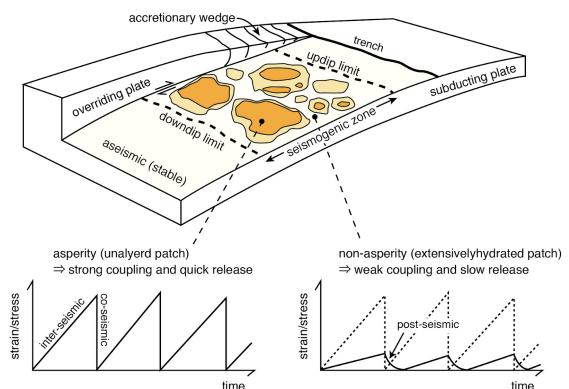 accretionary wedge
trench
updip limit
overriding plate
subducting plate
downdip limit
seismogenic zone
aseismic (stable)
asperity (unalyerd patch)
⇒ strong coupling and quick release
non-asperity (extensivelyhydrated patch)
⇒ weak coupling and slow release
strain/stress
inter-seismic
co-seismic
time
strain/stress
post-seismic
time